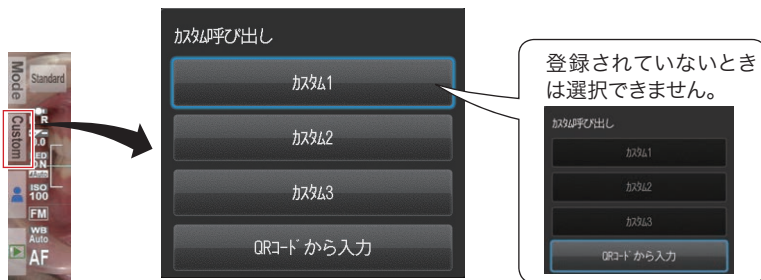 Mode
Custom
Standard
R
0.0
ISO
100
FM
WB
Auto
AF
カスタム呼び出し
カスタム1
カスタム2
カスタム3
QRコードから入力
登録されていないとき
は選択できません。
カスタム呼び出し
カスタム1
カスタム2
カスタム3
QRコードから入力